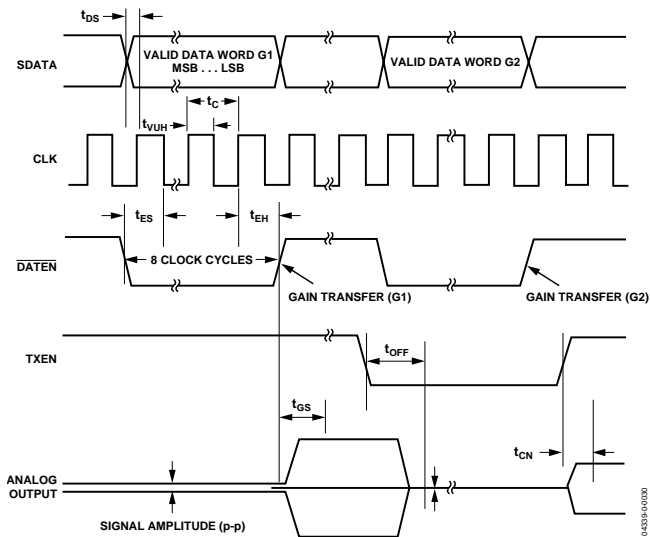 tDS
SDATA
VALID DATA WORD G1
MSB . . . LSB
VALID DATA WORD G2
tC
tVUH
CLK
tES
tEH
DATEN
8 CLOCK CYCLES
GAIN TRANSFER (G1)
GAIN TRANSFER (G2)
TXEN
tOFF
tGS
tCN
ANALOG
OUTPUT
SIGNAL AMPLITUDE (p-p)
04339-0-0030